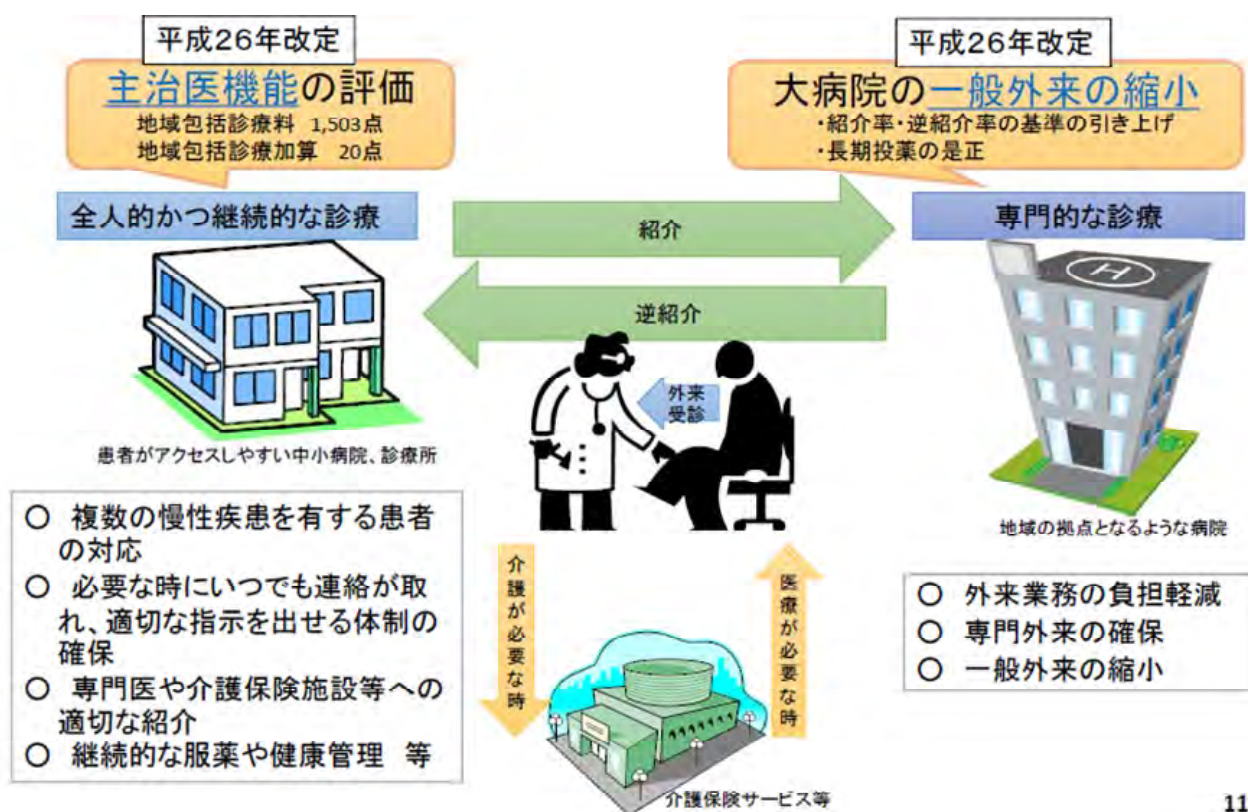 平成26年改定
主治医機能の評価
地域包括診療料 1,503点
地域包括診療加算 20点
平成26年改定
大病院の一般外来の縮小
・紹介率・逆紹介率の基準の引き上げ
・長期投薬の是正
全人的かつ継続的な診療
紹介
専門的な診療
逆紹介
H
外来
受診
患者がアクセスしやすい中小病院、診療所
地域の拠点となるような病院
○ 複数の慢性疾患を有する患者
の対応
○ 必要な時にいつでも連絡が取
れ、適切な指示を出せる体制の
確保
○ 専門医や介護保険施設等への
適切な紹介
○ 継続的な服薬や健康管理 等
介護が必要な時
医療が必要な時
○ 外来業務の負担軽減
○ 専門外来の確保
○ 一般外来の縮小
介護保険サービス等
11